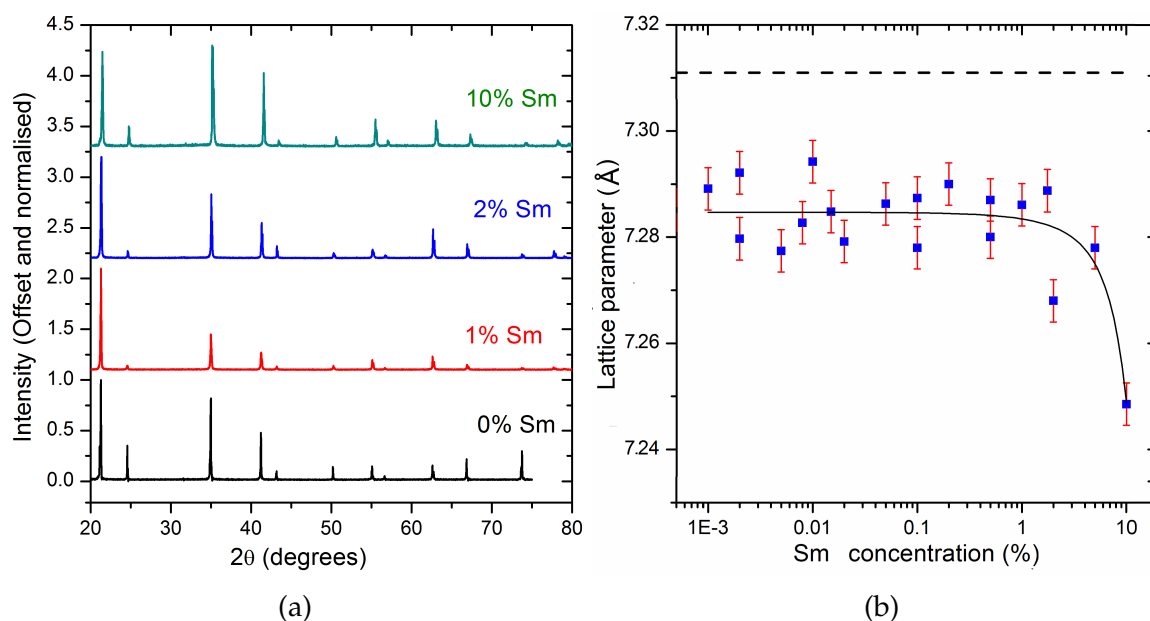 4.5
4.0
3.5
3.0
2.5
2.0
1.5
1.0
0.5
0.0
Intensity (Offset and normalised)
10% Sm
2% Sm
1% Sm
0% Sm
20 30 40 50 60 70 80
2θ (degrees)
(a)
7.32
7.30
7.28
7.26
7.24
Lattice parameter (Å)
1E-3 0.01 0.1 1 10
Sm concentration (%)
(b)